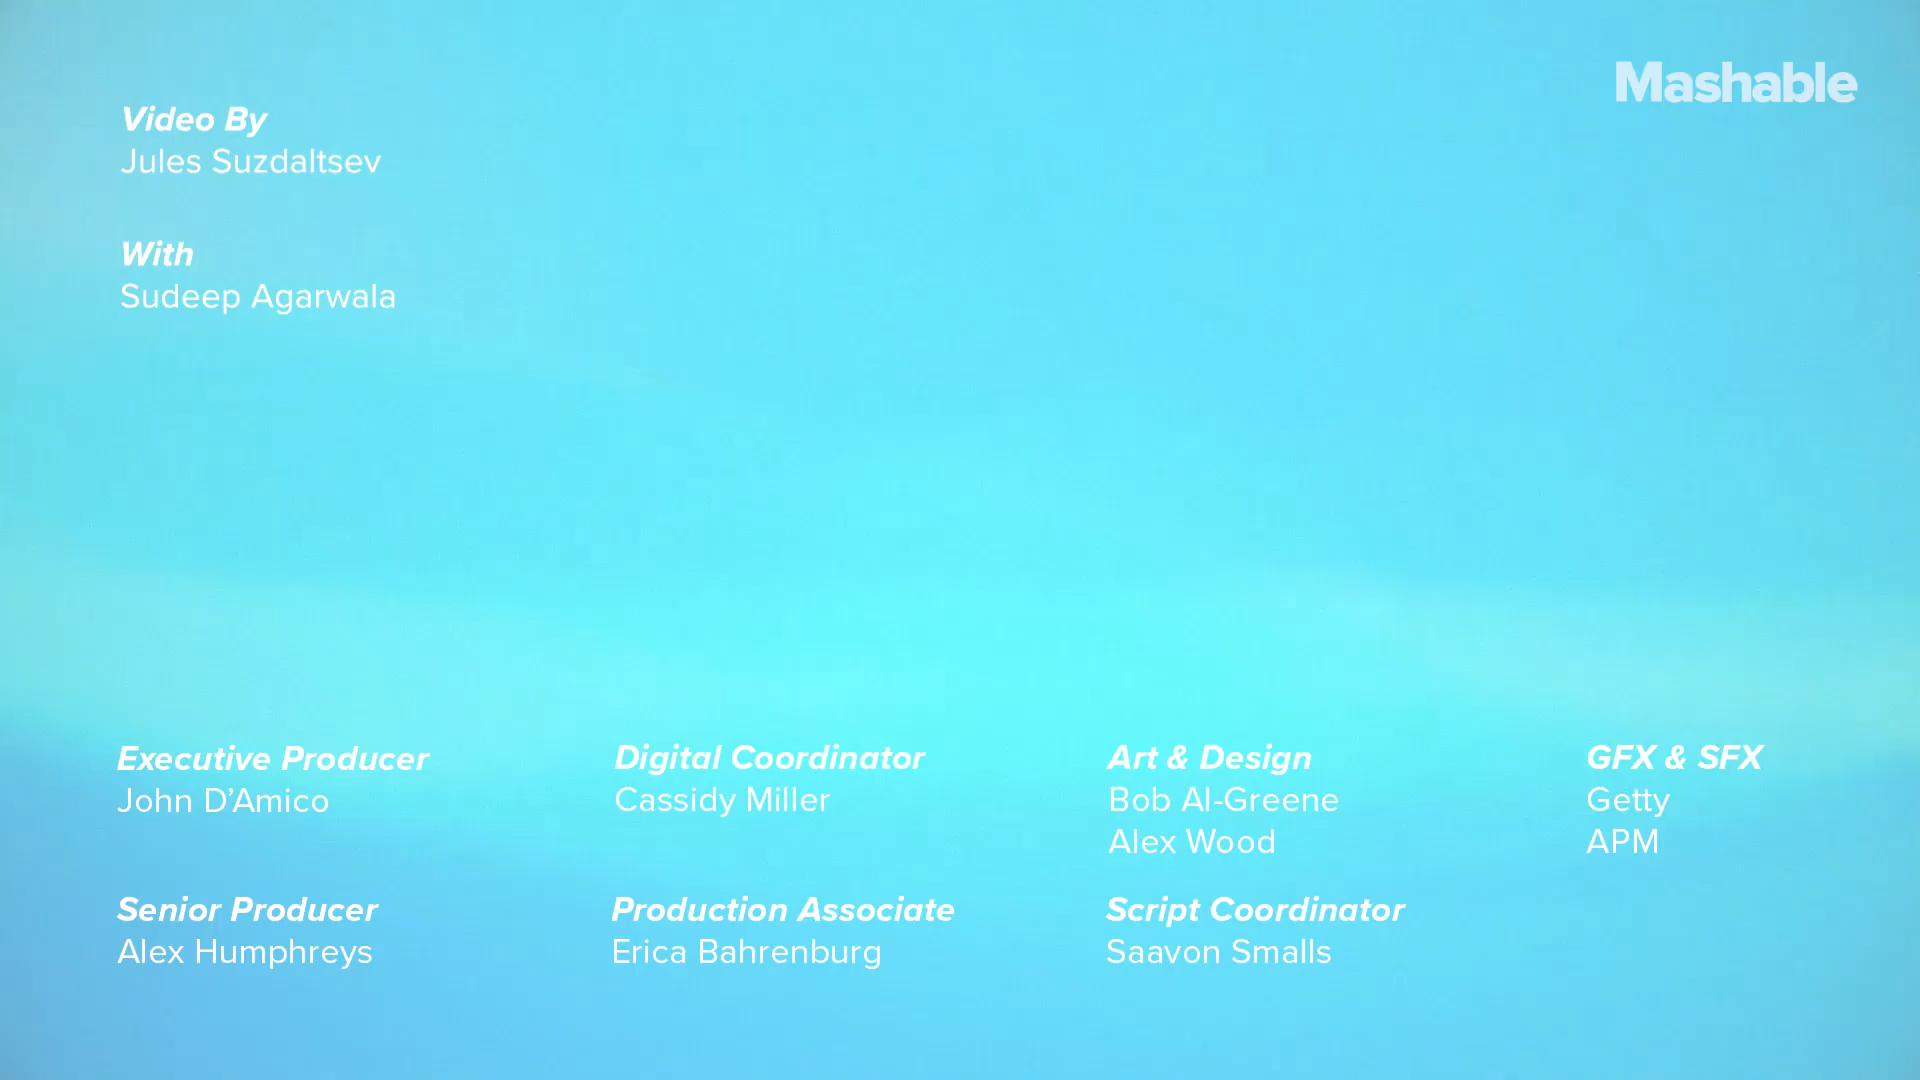 Mashable
Video By
Jules Suzdaltsev
With
Sudeep Agarwala
Executive Producer
John D’Amico
Digital Coordinator
Cassidy Miller
Art & Design
Bob Al-Greene
Alex Wood
GFX & SFX
Getty
APM
Senior Producer
Alex Humphreys
Production Associate
Erica Bahrenburg
Script Coordinator
Saavon Smalls